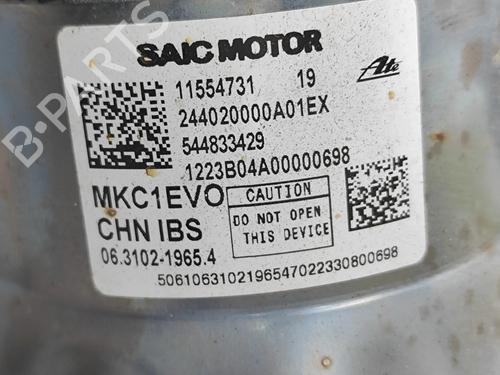 SAIC MOTOR
11554731 19 Ate
244020000A01EX
544833429
1223B04A00000698
MKC1EVO
CHN IBS
06.3102-1965.4
CAUTION
DO NOT OPEN
THIS DEVICE
5061063102196547022330800698
B-PARTS